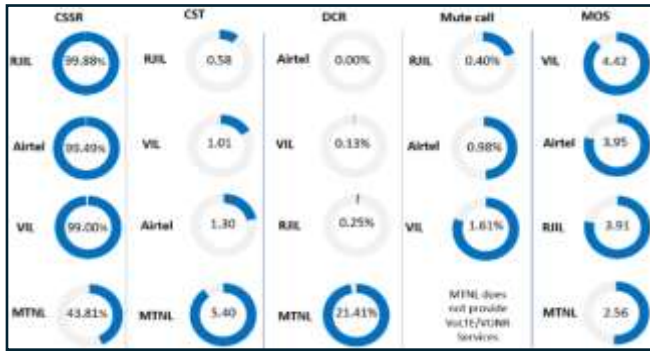 CSSR
CST
DCR
Mute call
MOS
RJIL
99.88%
RJIL
0.58
Airtel
0.00%
RJIL
0.40%
VIL
4.42
Airtel
99.49%
VIL
1.01
VIL
0.13%
Airtel
0.98%
Airtel
3.95
VIL
99.00%
Airtel
1.30
RJIL
0.25%
VIL
1.61%
RJIL
3.91
MTNL
43.81%
MTNL
5.40
MTNL
21.41%
MTNL does
not provide
VoLTE/VONR
Services
MTNL
2.56